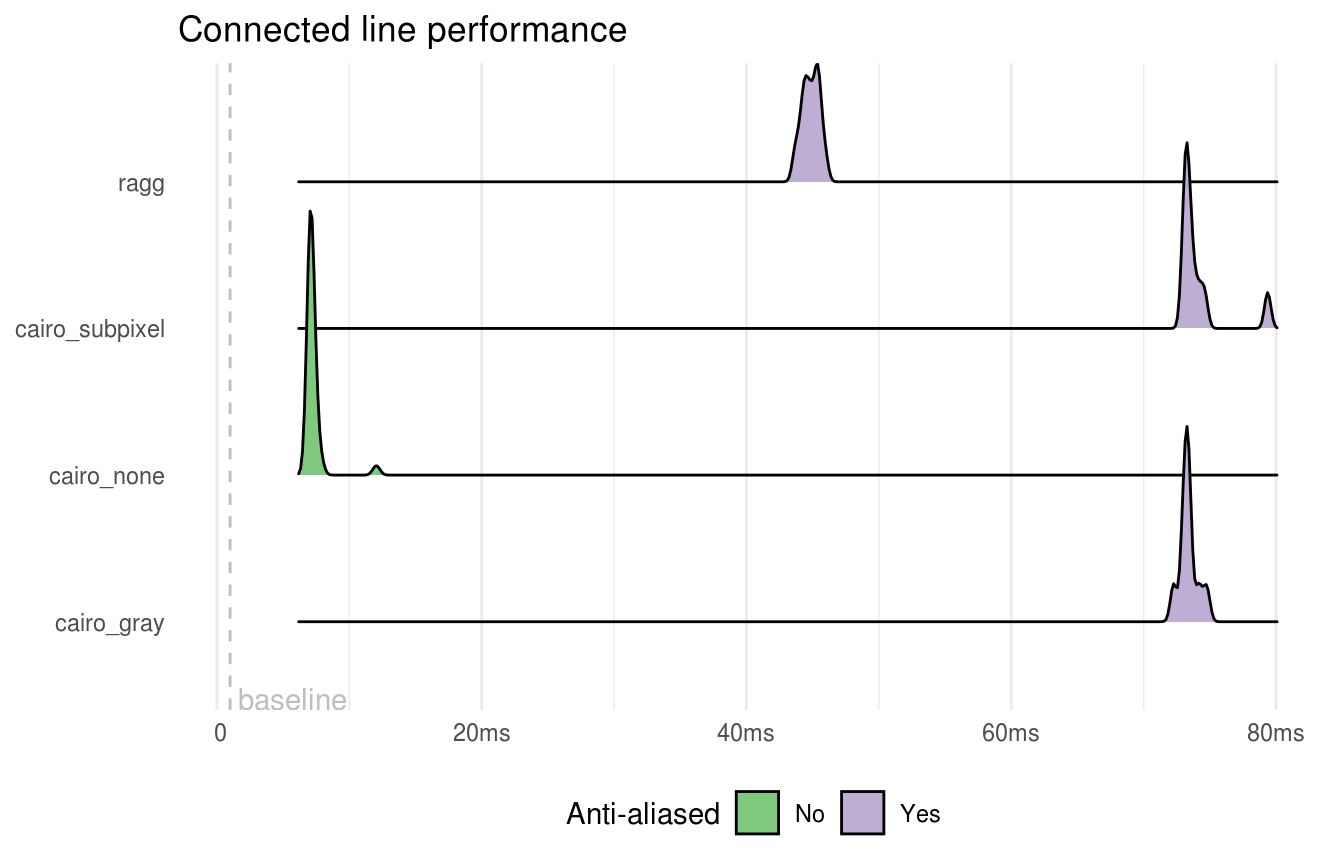 Connected line performance
ragg
cairo_subpixel
cairo_none
cairo_gray
baseline
0 20ms 40ms 60ms 80ms
Anti-aliased No Yes